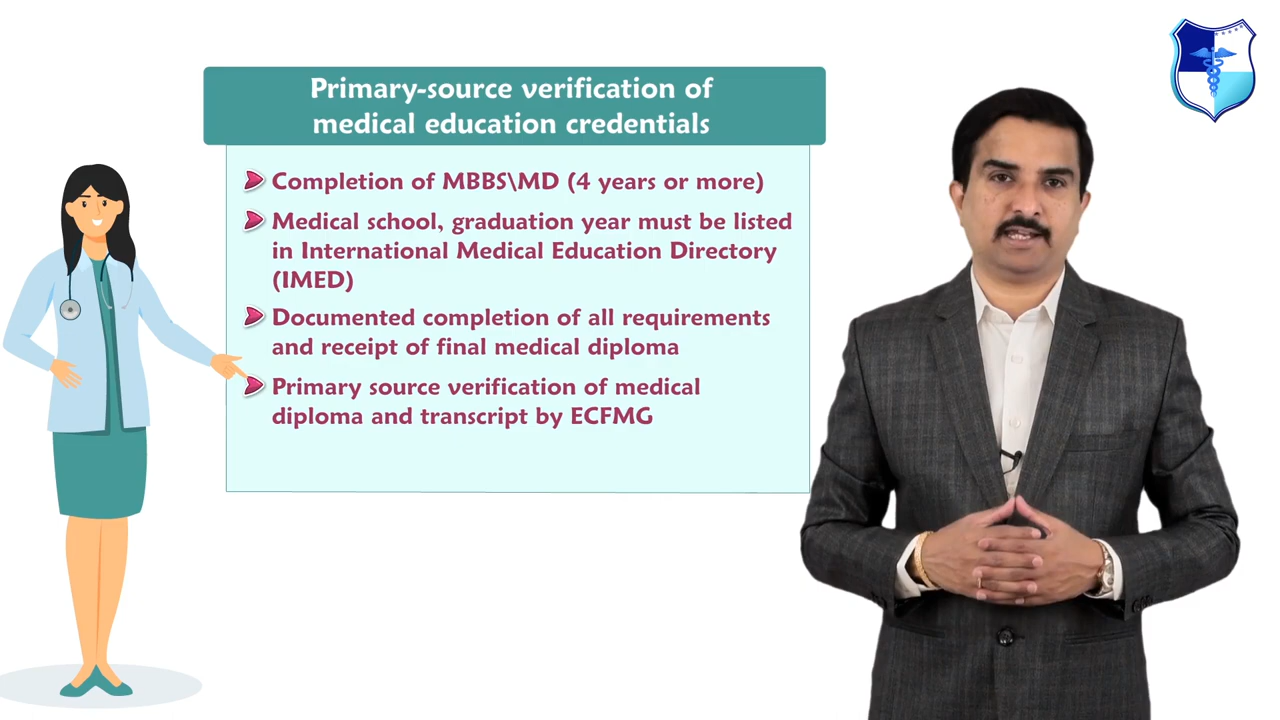 Primary-source verification of
medical education credentials
Completion of MBBS\MD (4 years or more)
Medical school, graduation year must be listed
in International Medical Education Directory
(IMED)
Documented completion of all requirements
and receipt of final medical diploma
Primary source verification of medical
diploma and transcript by ECFMG